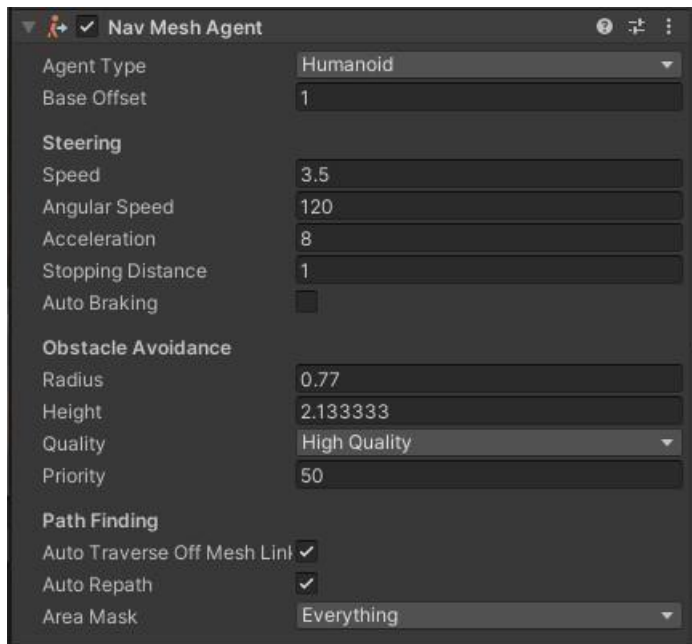 Nav Mesh Agent
Agent Type Humanoid
Base Offset 1
Steering
Speed 3.5
Angular Speed 120
Acceleration 8
Stopping Distance 1
Auto Braking
Obstacle Avoidance
Radius 0.77
Height 2.133333
Quality High Quality
Priority 50
Path Finding
Auto Traverse Off Mesh Link
Auto Repath
Area Mask Everything